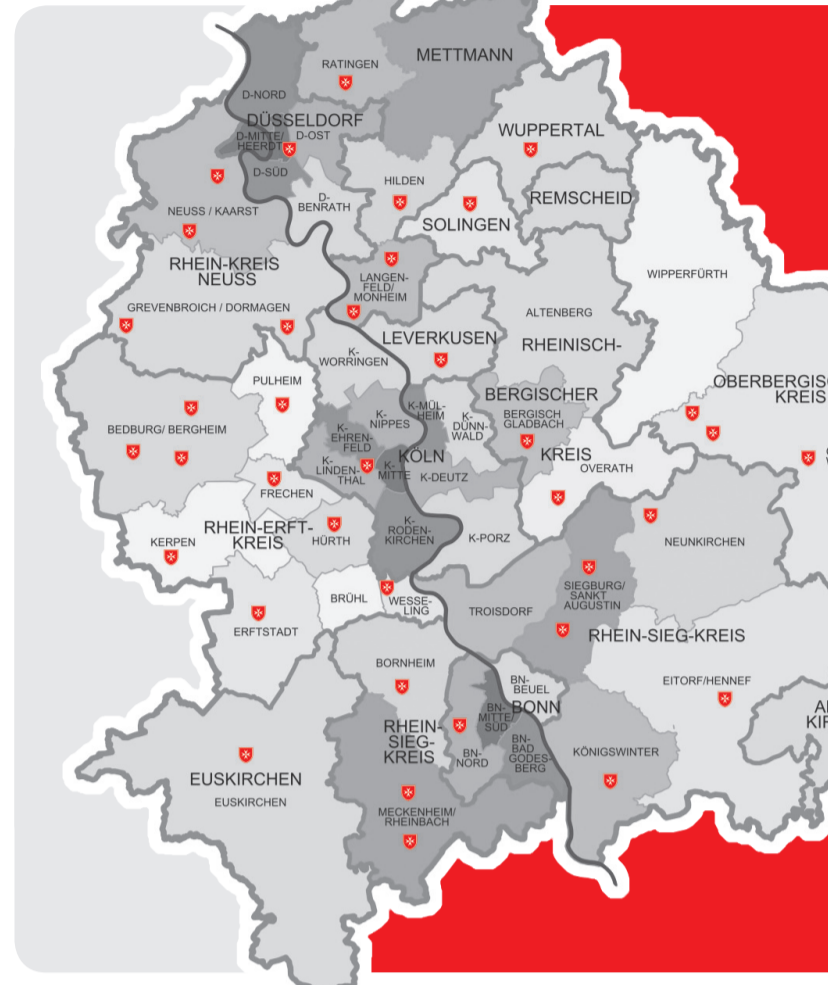 METTMANN
RATINGEN
D-NORD
DÜSSELDORF
D-MITTE/
HEERDT
D-OST
WUPPERTAL
D-SÜD
HILDEN
D-
BENRATH
REMSCHEID
NEUSS / KAARST
SOLINGEN
RHEIN-KREIS
NEUSS
LANGEN-
FELD/
MONHEIM
WIPPERFÜRTH
GREVENBROICH / DORMAGEN
ALTENBERG
LEVERKUSEN
RHEINISCH-
K-
WORRINGEN
PULHEIM
OBERBERGISC
KREIS
BERGISCHER
K-MÜL-
HEIM
K-
NIPPES
K-
DÜNN-
WALD
BERGISCH
GLADBACH
BEDBURG/ BERGHEIM
K-
EHREN-
FELD
KÖLN
KREIS
K-
LINDEN-
THAL
K-
MITTE
K-DEUTZ
OVERATH
FRECHEN
RHEIN-ERFT-
KREIS
K-
RODEN-
KIRCHEN
KERPEN
HÜRTH
K-PORZ
NEUNKIRCHEN
SIEGBURG/
SANKT
AUGUSTIN
BRÜHL
WESSE-
LING
TROISDORF
ERFTSTADT
RHEIN-SIEG-KREIS
BORNHEIM
BN-
BEUEL
EITORF/HENNEF
BONN
BN-
MITTE/
SÜD
RHEIN-
SIEG-
KREIS
BN-
NORD
BN-
BAD
GODES-
BERG
KÖNIGSWINTER
EUSKIRCHEN
EUSKIRCHEN
MECKENHEIM/
RHEINBACH
KIR